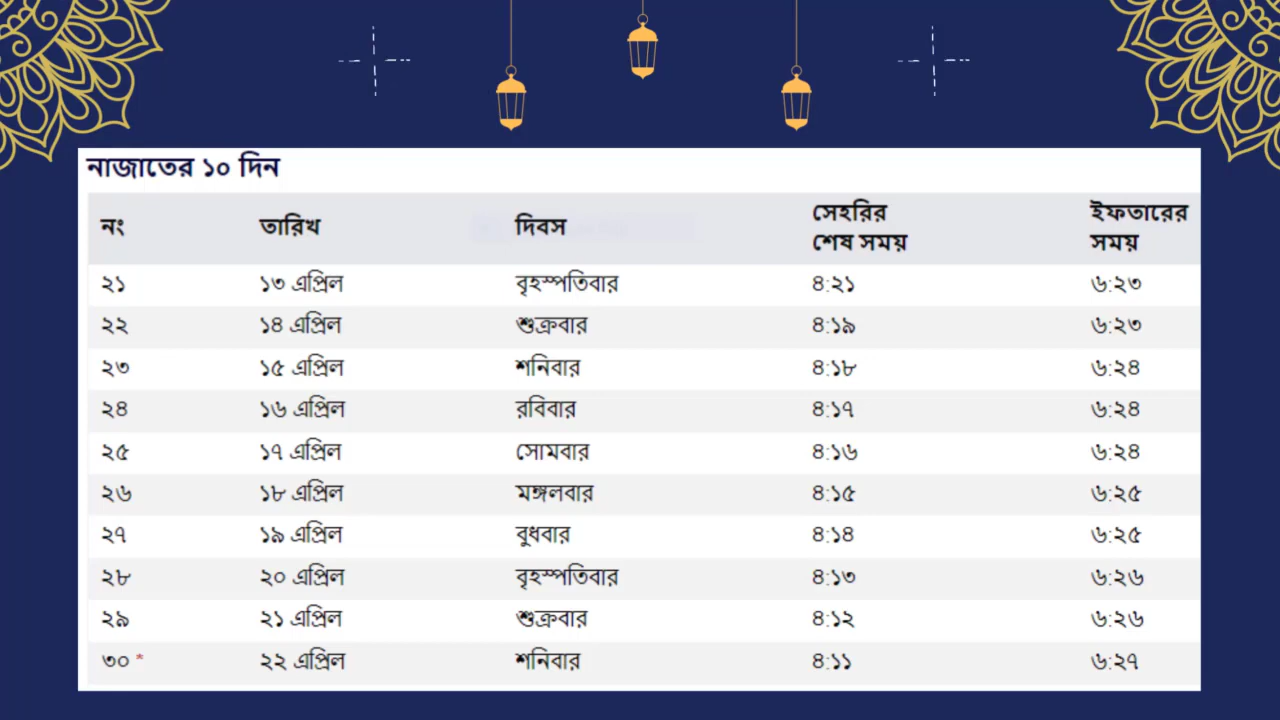 নাজাতের ১০ দিন
নং তারিখ দিবস সেহরির শেষ সময় ইফতারের সময়
২১ ১৩ এপ্রিল বৃহস্পতিবার ৪:২১ ৬:২৩
২২ ১৪ এপ্রিল শুক্রবার ৪:১৯ ৬:২৩
২৩ ১৫ এপ্রিল শনিবার ৪:১৮ ৬:২৪
২৪ ১৬ এপ্রিল রবিবার ৪:১৭ ৬:২৪
২৫ ১৭ এপ্রিল সোমবার ৪:১৬ ৬:২৪
২৬ ১৮ এপ্রিল মঙ্গলবার ৪:১৫ ৬:২৫
২৭ ১৯ এপ্রিল বুধবার ৪:১৪ ৬:২৫
২৮ ২০ এপ্রিল বৃহস্পতিবার ৪:১৩ ৬:২৬
২৯ ২১ এপ্রিল শুক্রবার ৪:১২ ৬:২৬
৩০ * ২২ এপ্রিল শনিবার ৪:১১ ৬:২৭